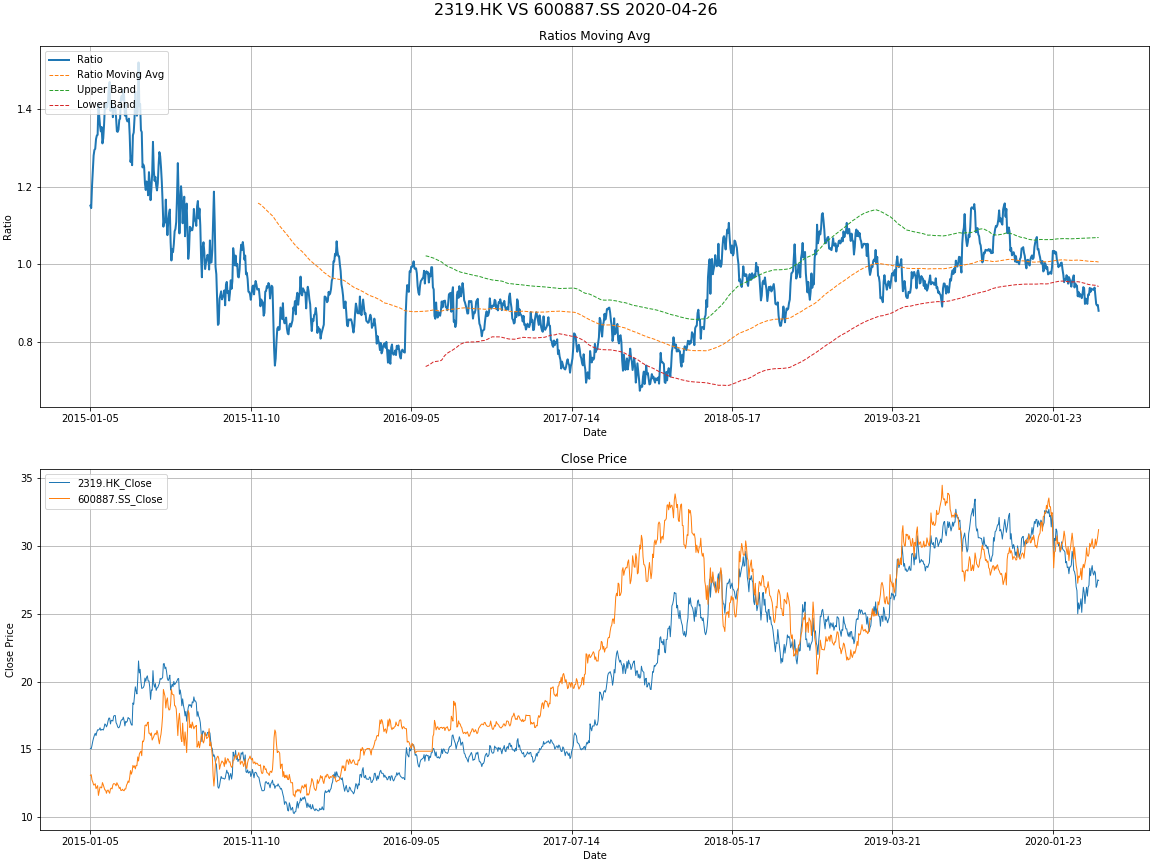 2319.HK VS 600887.SS 2020-04-26
Ratios Moving Avg
Ratio
Ratio Moving Avg
Upper Band
Lower Band
1.4
1.2
1.0
0.8
Ratio
2015-01-05 2015-11-10 2016-09-05 2017-07-14 2018-05-17 2019-03-21 2020-01-23
Date
Close Price
2319.HK_Close
600887.SS_Close
35
30
25
20
15
10
Close Price
2015-01-05 2015-11-10 2016-09-05 2017-07-14 2018-05-17 2019-03-21 2020-01-23
Date